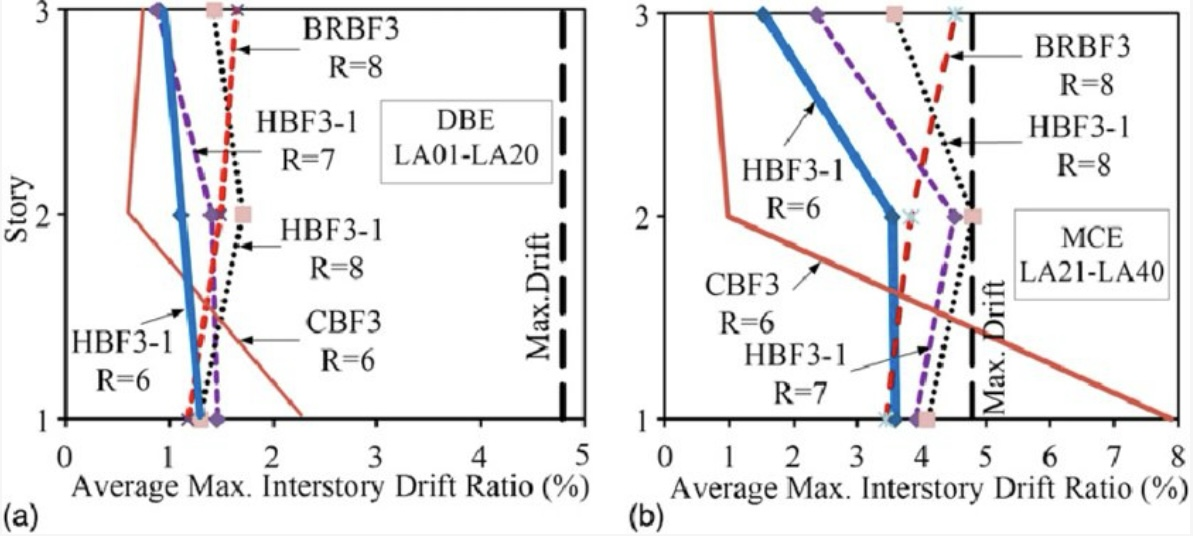 3
BRBF3
R=8
HBF3-1
R=7
DBE
LA01-LA20
Story
2
HBF3-1
R=8
Max.Drift
HBF3-1
R=6
CBF3
R=6
1
0 1 2 3 4 5
Average Max. Interstory Drift Ratio (%)
(a)
3
BRBF3
R=8
HBF3-1
R=8
HBF3-1
R=6
2
MCE
LA21-LA40
CBF3
R=6
HBF3-1
R=7
Max. Drift
1
0 1 2 3 4 5 6 7 8
Average Max. Interstory Drift Ratio (%)
(b)